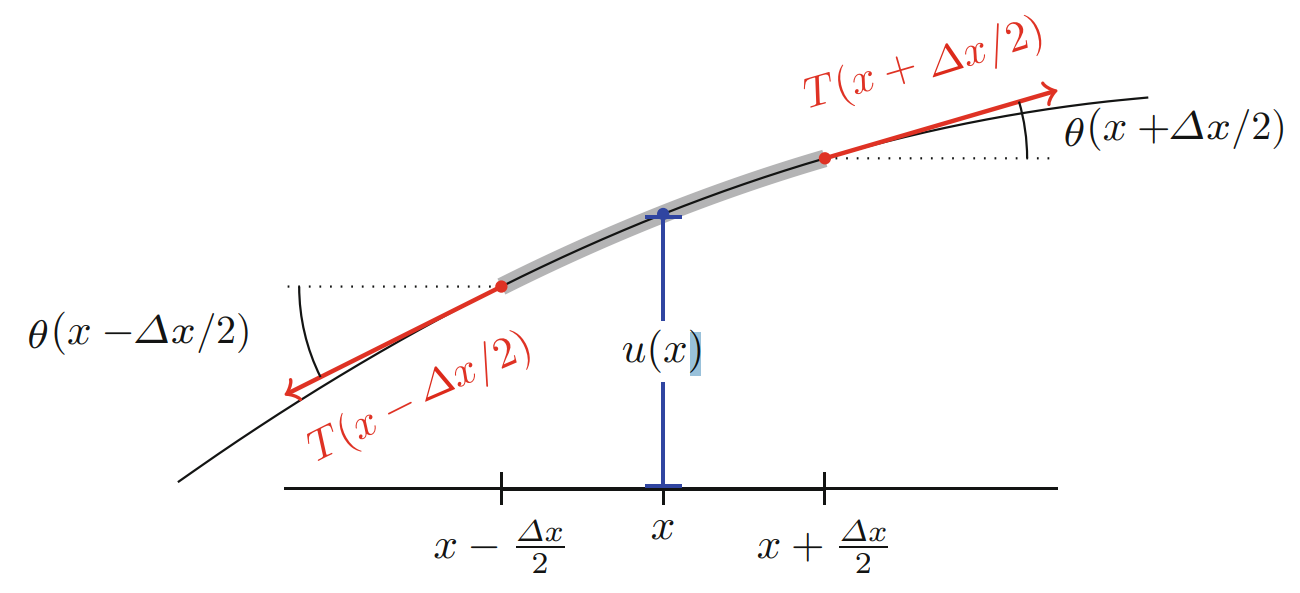 T(x + Δx/2)
θ(x +Δx/2)
θ(x −Δx/2)
T(x − Δx/2)
u(x)
x − Δx/2
x
x + Δx/2